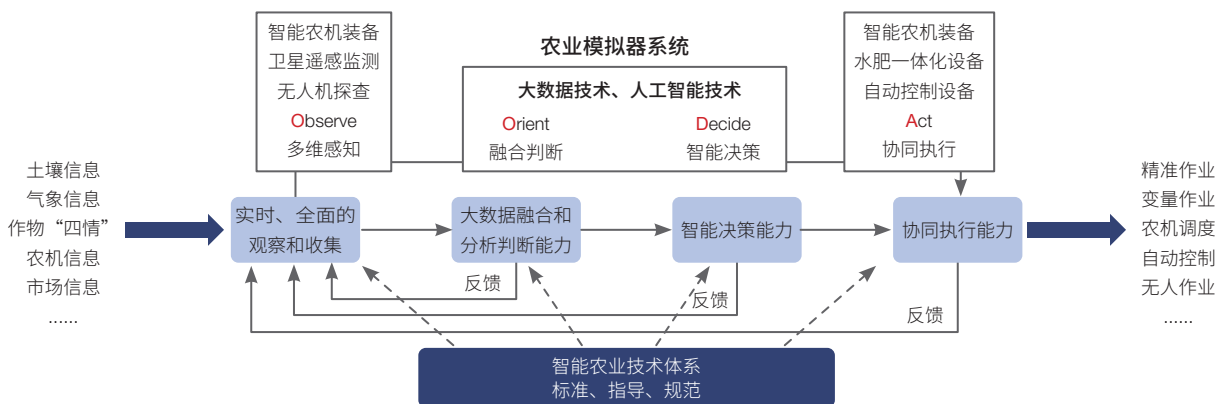 智能农机装备
卫星遥感监测
无人机探查
Observe
多维感知
农业模拟器系统
大数据技术、人工智能技术
Orient
融合判断
Decide
智能决策
智能农机装备
水肥一体化设备
自动控制设备
Act
协同执行
土壤信息
气象信息
作物“四情”
农机信息
市场信息
......
实时、全面的
观察和收集
大数据融合和
分析判断能力
智能决策能力
协同执行能力
精准作业
变量作业
农机调度
自动控制
无人作业
......
反馈
反馈
反馈
智能农业技术体系
标准、指导、规范